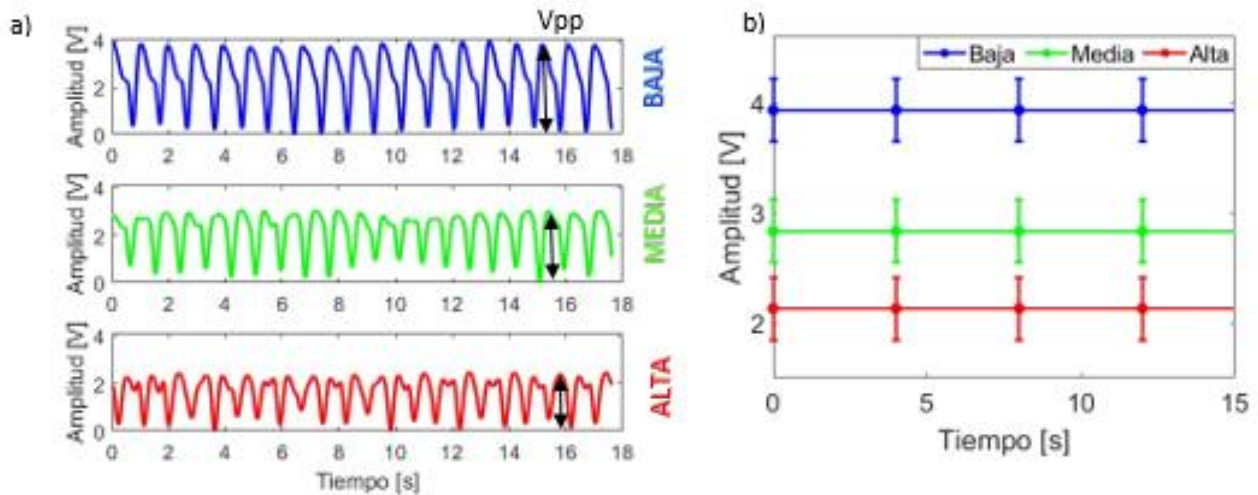 a)
Vpp
Amplitud [V]
4
2
0
0 2 4 6 8 10 12 14 16 18
BAJA
Amplitud [V]
4
2
0
0 2 4 6 8 10 12 14 16 18
MEDIA
Amplitud [V]
4
2
0
0 2 4 6 8 10 12 14 16 18
Tiempo [s]
ALTA
b)
Baja Media Alta
Amplitud [V]
4
3
2
0 5 10 15
Tiempo [s]